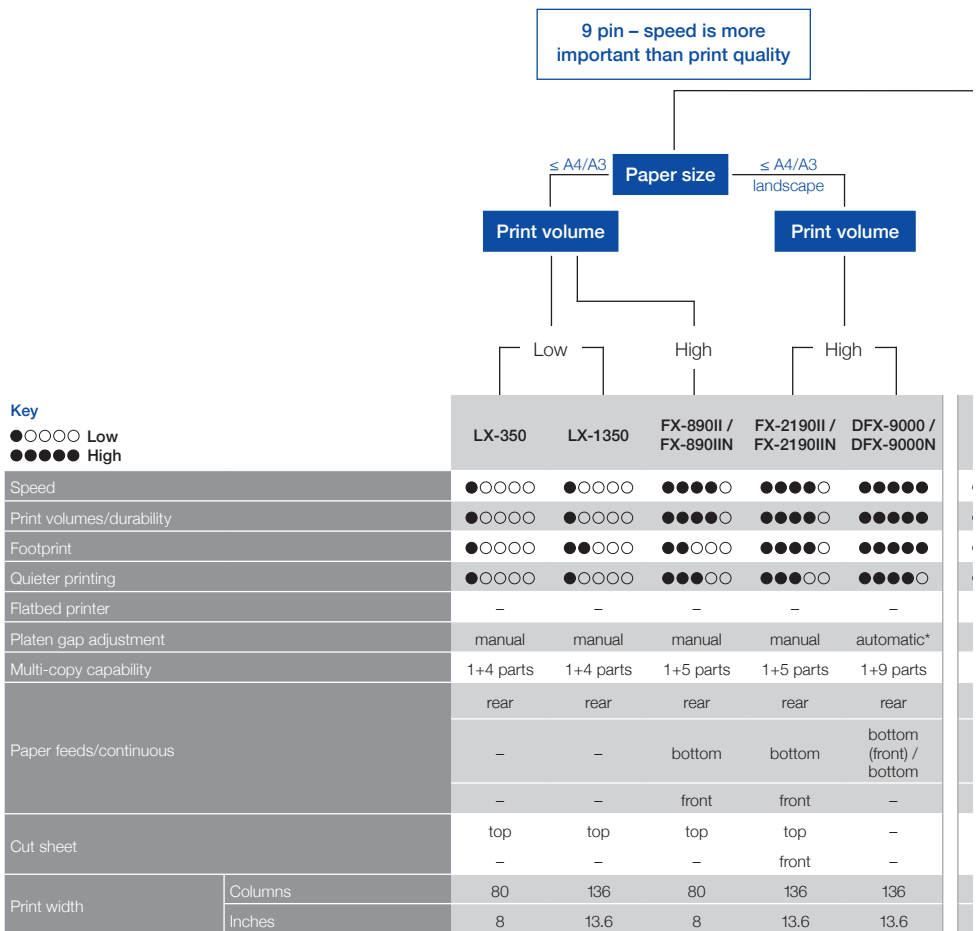 9 pin – speed is more
important than print quality
≤ A4/A3
Paper size
≤ A4/A3
landscape
Print volume
Print volume
Low
High
High
Key
Low
High
LX-350
LX-1350
FX-890II /
FX-890IIN
FX-2190II /
FX-2190IIN
DFX-9000 /
DFX-9000N
Speed
Print volumes/durability
Footprint
Quieter printing
Flatbed printer – – – – –
Platen gap adjustment manual manual manual manual automatic*
Multi-copy capability 1+4 parts 1+4 parts 1+5 parts 1+5 parts 1+9 parts
Paper feeds/continuous
rear rear rear rear rear
– – bottom bottom bottom
(front) /
bottom
– – front front –
Cut sheet
top top top top –
– – – front –
Print width
Columns 80 136 80 136 136
Inches 8 13.6 8 13.6 13.6